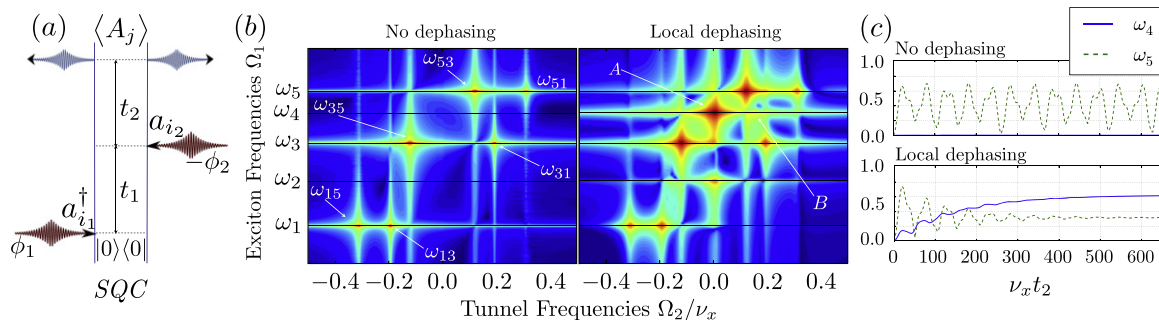 (a)
⟨A_j⟩
t_2
a_{i_2}
−ϕ_2
t_1
a†_{i_1}
ϕ_1
|0⟩⟨0|
SQC
(b)
No dephasing
Local dephasing
Exciton Frequencies Ω_1
ω_5
ω_4
ω_3
ω_2
ω_1
ω_53
ω_51
ω_35
ω_31
ω_15
ω_13
A
B
−0.4 −0.2 0.0 0.2 0.4
−0.4 −0.2 0.0 0.2 0.4
Tunnel Frequencies Ω_2/ν_x
(c)
ω_4
ω_5
No dephasing
1.0
0.5
0.0
Local dephasing
1.0
0.5
0.0
0 100 200 300 400 500 600
ν_x t_2